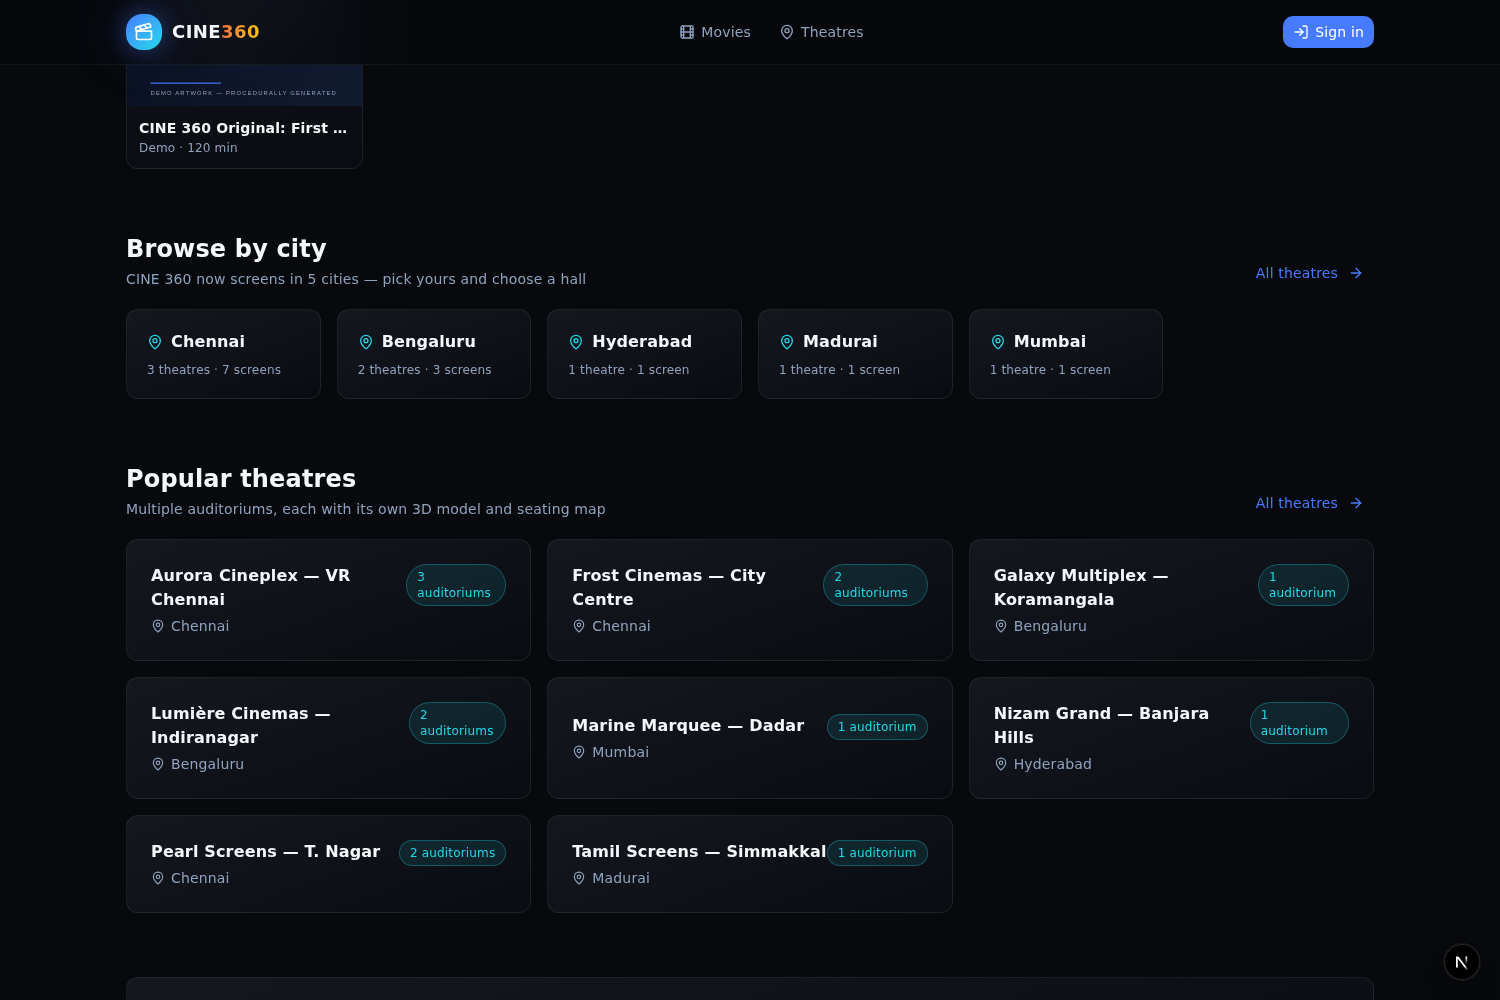 CINE360
Movies
Theatres
Sign in
DEMO ARTWORK — PROCEDURALLY GENERATED
CINE 360 Original: First ...
Demo · 120 min
Browse by city
CINE 360 now screens in 5 cities — pick yours and choose a hall
All theatres
Chennai
3 theatres · 7 screens
Bengaluru
2 theatres · 3 screens
Hyderabad
1 theatre · 1 screen
Madurai
1 theatre · 1 screen
Mumbai
1 theatre · 1 screen
Popular theatres
Multiple auditoriums, each with its own 3D model and seating map
All theatres
Aurora Cineplex — VR
Chennai
3
auditoriums
Chennai
Frost Cinemas — City
Centre
2
auditoriums
Chennai
Galaxy Multiplex —
Koramangala
1
auditorium
Bengaluru
Lumière Cinemas —
Indiranagar
2
auditoriums
Bengaluru
Marine Marquee — Dadar
1 auditorium
Mumbai
Nizam Grand — Banjara
Hills
1
auditorium
Hyderabad
Pearl Screens — T. Nagar
2 auditoriums
Chennai
Tamil Screens — Simmakkal
1 auditorium
Madurai
N